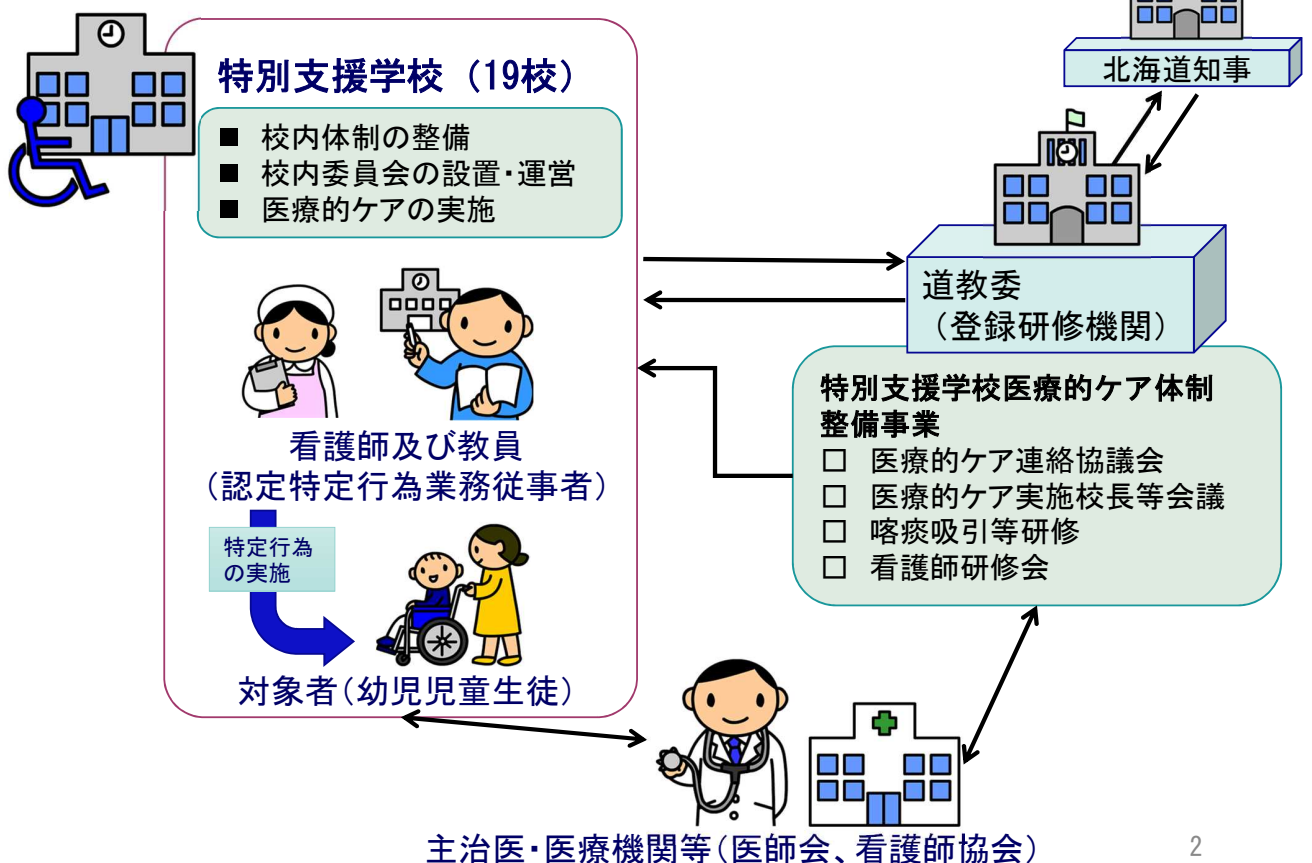 北海道知事
特別支援学校（19校）
■ 校内体制の整備
■ 校内委員会の設置・運営
■ 医療的ケアの実施
道教委
（登録研修機関）
特別支援学校医療的ケア体制
整備事業
□ 医療的ケア連絡協議会
□ 医療的ケア実施校長等会議
□ 喀痰吸引等研修
□ 看護師研修会
看護師及び教員
（認定特定行為業務従事者）
特定行為
の実施
対象者（幼児児童生徒）
主治医・医療機関等（医師会、看護師協会）
2